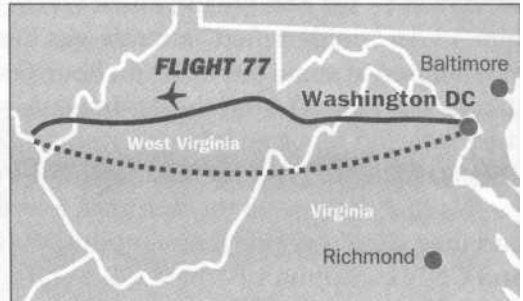 FLIGHT 77
Baltimore
Washington DC
West Virginia
Virginia
Richmond